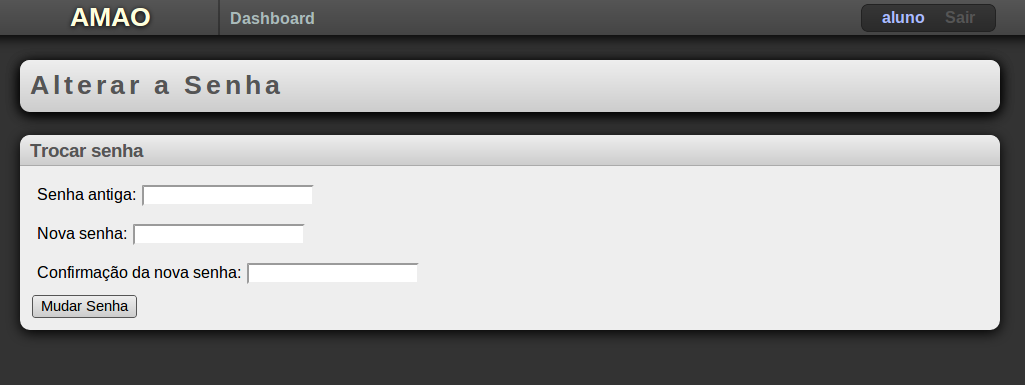 AMAO Dashboard aluno Sair
Alterar a Senha
Trocar senha
Senha antiga:
Nova senha:
Confirmação da nova senha:
Mudar Senha